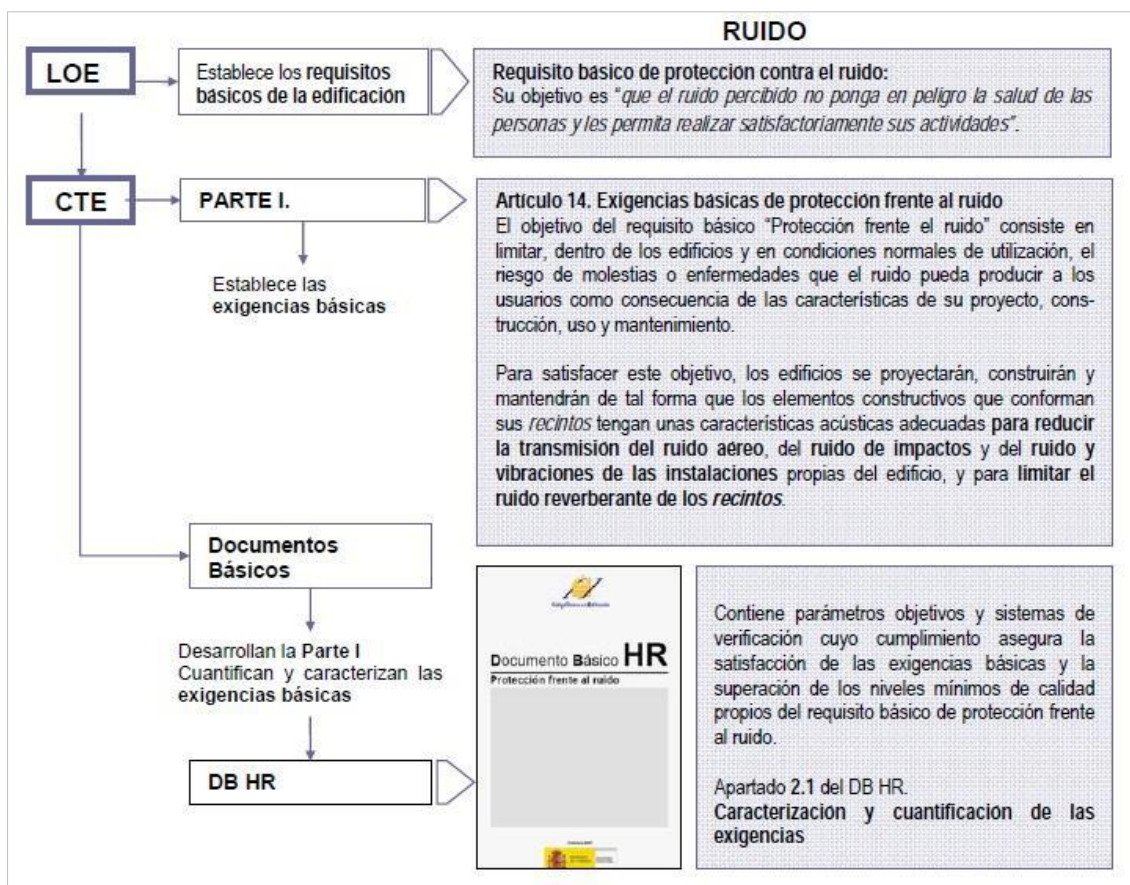 RUIDO
LOE
Establece los requisitos
básicos de la edificación
Requisito básico de protección contra el ruido:
Su objetivo es “que el ruido percibido no ponga en peligro la salud de las
personas y les permita realizar satisfactoriamente sus actividades”.
CTE
PARTE I.
Establece las
exigencias básicas
Artículo 14. Exigencias básicas de protección frente al ruido
El objetivo del requisito básico “Protección frente el ruido” consiste en
limitar, dentro de los edificios y en condiciones normales de utilización, el
riesgo de molestias o enfermedades que el ruido pueda producir a los
usuarios como consecuencia de las características de su proyecto, cons-
trucción, uso y mantenimiento.
Para satisfacer este objetivo, los edificios se proyectarán, construirán y
mantendrán de tal forma que los elementos constructivos que conforman
sus recintos tengan unas características acústicas adecuadas para reducir
la transmisión del ruido aéreo, del ruido de impactos y del ruido y
vibraciones de las instalaciones propias del edificio, y para limitar el
ruido reverberante de los recintos.
Documentos
Básicos
Desarrollan la Parte I
Cuantifican y caracterizan las
exigencias básicas
DB HR
Documento Básico HR
Protección frente al ruido
Contiene parámetros objetivos y sistemas de
verificación cuyo cumplimiento asegura la
satisfacción de las exigencias básicas y la
superación de los niveles mínimos de calidad
propios del requisito básico de protección frente
al ruido.
Apartado 2.1 del DB HR.
Caracterización y cuantificación de las
exigencias